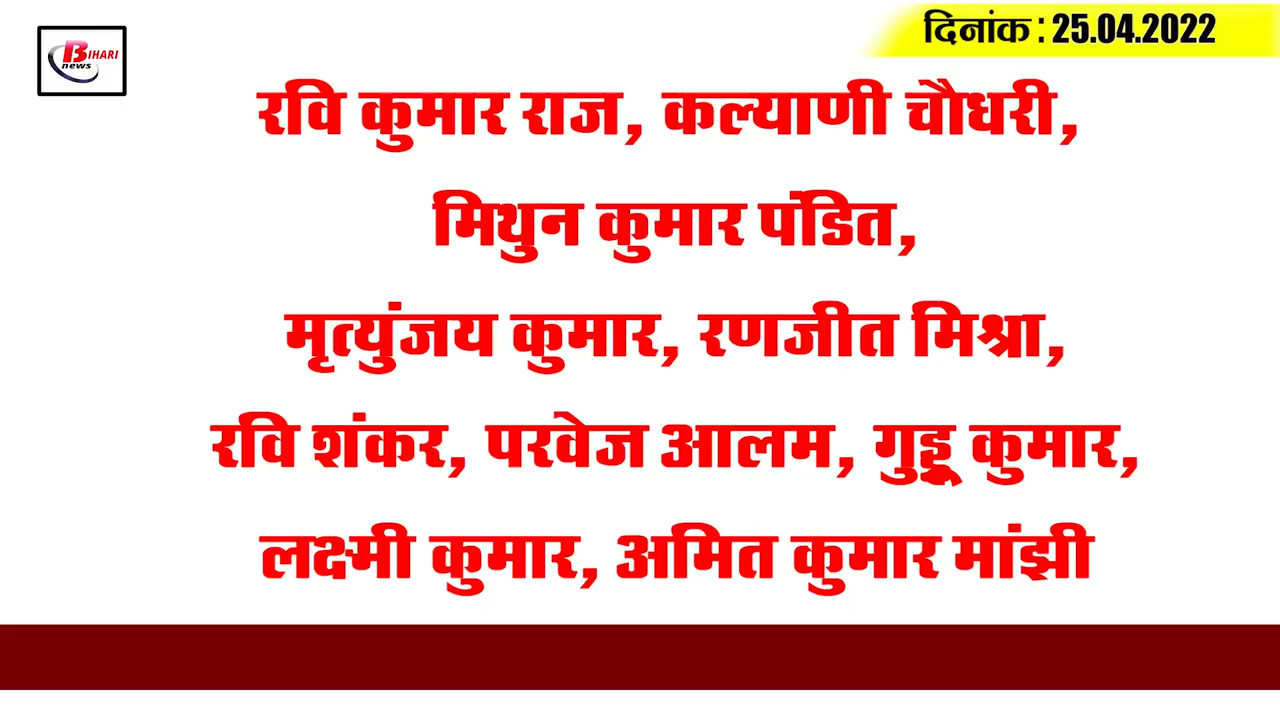 BIHARI
news
दिनांक : 25.04.2022
रवि कुमार राज, कल्याणी चौधरी,
मिथुन कुमार पंडित,
मृत्युंजय कुमार, रणजीत मिश्रा,
रवि शंकर, परवेज आलम, गुड्डू कुमार,
लक्ष्मी कुमार, अमित कुमार मांझी